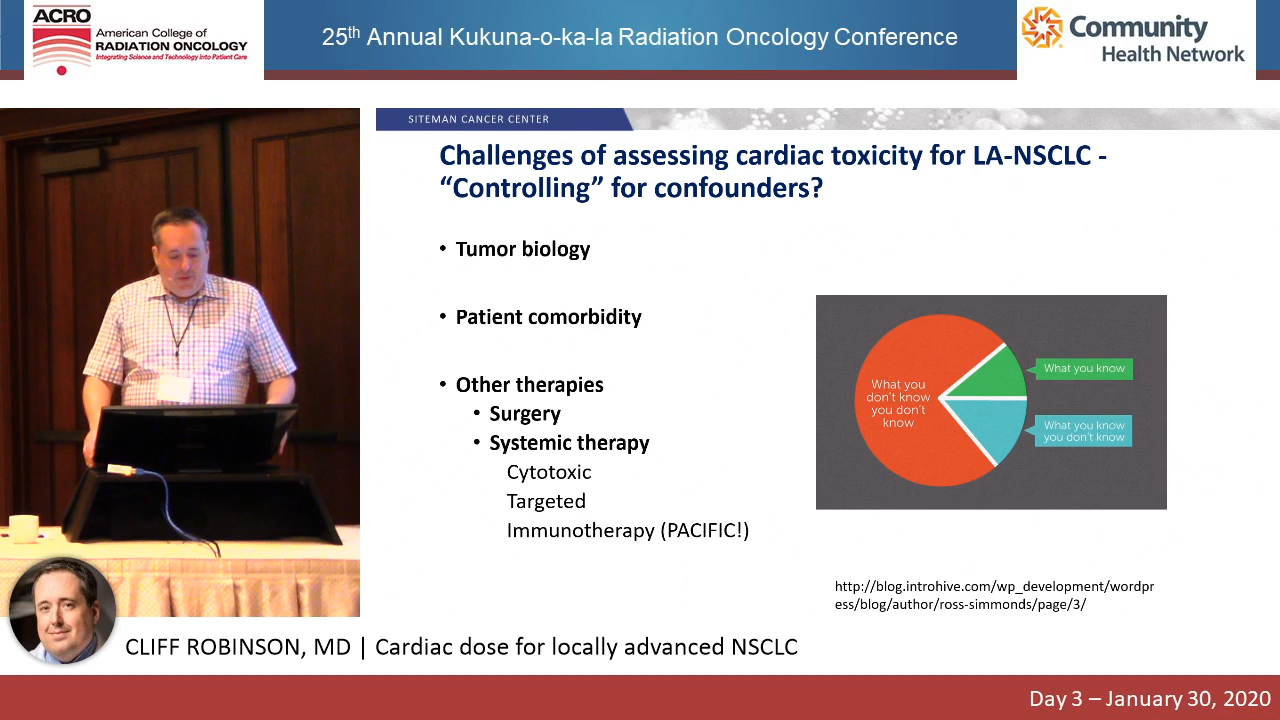 ACRO
American College of
RADIATION ONCOLOGY
Integrating Science and Technology into Patient Care
25th Annual Kukuna-o-ka-la Radiation Oncology Conference
Community
Health Network
SITEMAN CANCER CENTER
Challenges of assessing cardiac toxicity for LA-NSCLC -
“Controlling” for confounders?
• Tumor biology
• Patient comorbidity
• Other therapies
• Surgery
• Systemic therapy
Cytotoxic
Targeted
Immunotherapy (PACIFIC!)
What you
don't know
you don't
know
What you know
What you know
you don't know
http://blog.introhive.com/wp_development/wordpr
ess/blog/author/ross-simmonds/page/3/
CLIFF ROBINSON, MD | Cardiac dose for locally advanced NSCLC
Day 3 – January 30, 2020